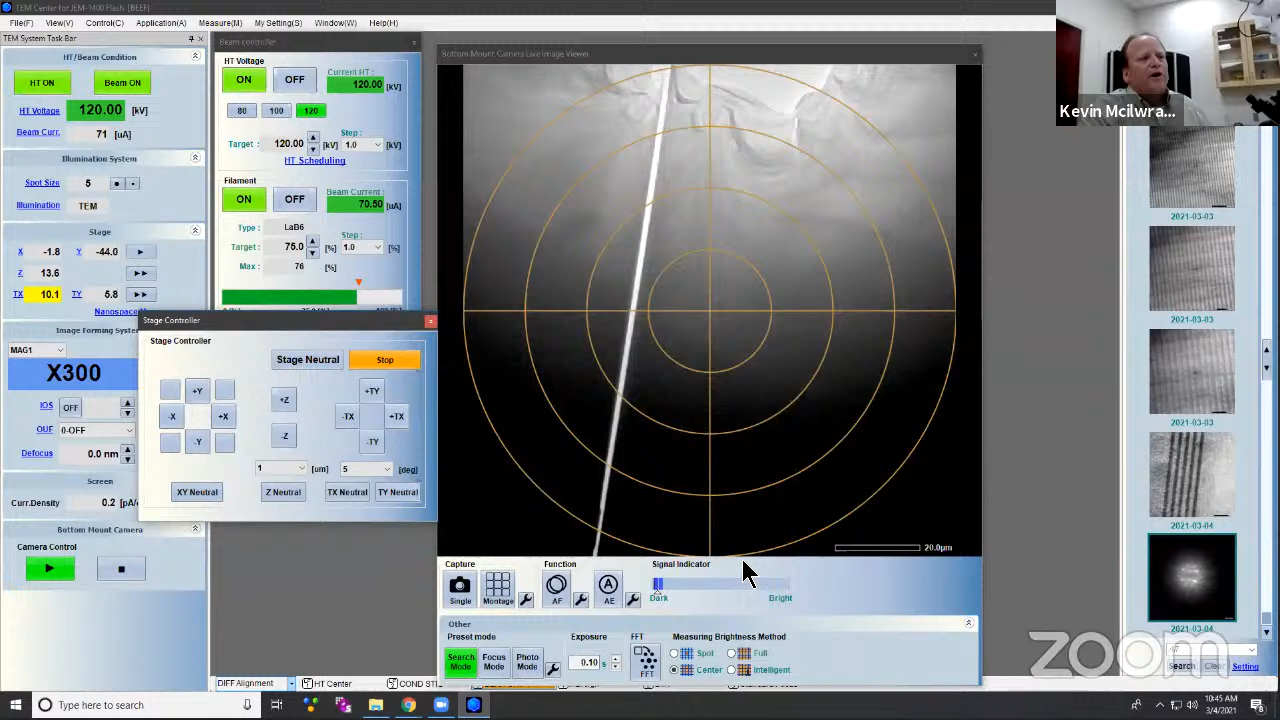 TEM Center for JEM-1400 Flash (BEEF)
File(F) View(V) Application(A) Measure(M) My Setting(S) Window(W) Control(H)
TEM System Task Bar
HT/Beam Condition
HT ON Beam ON
HT Voltage 120.00 [kV]
Beam Curr. 71 [uA]
Illumination System
Spot Size 5
Illumination TEM
Stage
X -1.8 Y -44.0
Z 13.6
TX 10.1 TY 5.8
Image Forming System
MAG1
X300
IOS OFF
OUF 0-OFF
Defocus 0.0 nm
Screen
Curr.Density 0.2
Bottom Mount Camera
Camera Control
Beam controller
HT Voltage
ON OFF Current HT:
120.00 [kV]
80 100 120
Target : 120.00 [kV] Step : 1.0 [kV]
HT Scheduling
Filament
ON OFF Beam Current :
70.50 [uA]
Type : LaB6
Target : 75.0 [%] Step : 1.0 [%]
Max : 76 [%]
Stage Controller
Stage Controller
Stage Neutral Stop
+Y +Z +TY
-X +X -TX +TX
-Y -Z -TY
1 [um] 5 [deg]
XY Neutral Z Neutral TX Neutral TY Neutral
Bottom Mount Camera Live Image Viewer
20.0µm
Capture Function Signal Indicator
Single Montage AF AE
Dark Bright
Other
Preset mode Exposure FFT Measuring Brightness Method
Search Mode Focus Mode Photo Mode 0.10 s FFT
Spot Full
Center Intelligent
DIFF Alignment HT Center COND STIG
Kevin Mcilwra...
2021-03-03
2021-03-03
2021-03-03
2021-03-04
2021-03-04
Search Clear Setting
zoom
Type here to search
10:45 AM
3/4/2021
8